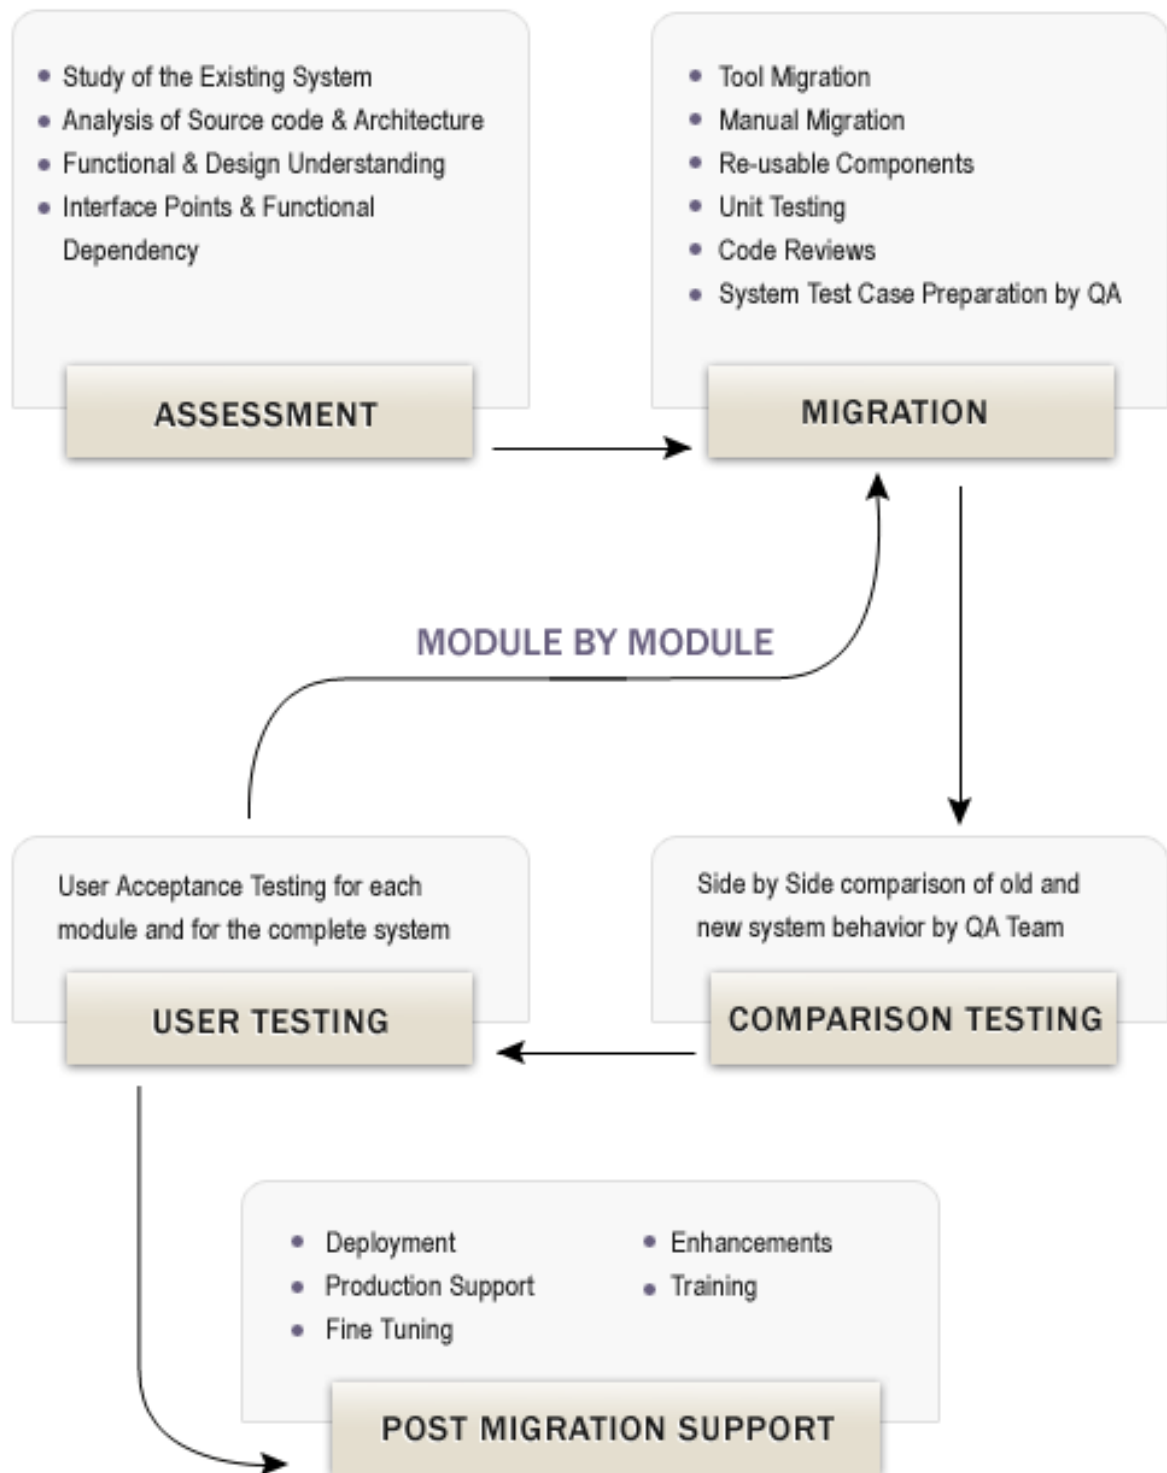 Study of the Existing System
Analysis of Source code & Architecture
Functional & Design Understanding
Interface Points & Functional
Dependency
ASSESSMENT
Tool Migration
Manual Migration
Re-usable Components
Unit Testing
Code Reviews
System Test Case Preparation by QA
MIGRATION
MODULE BY MODULE
User Acceptance Testing for each
module and for the complete system
USER TESTING
Side by Side comparison of old and
new system behavior by QA Team
COMPARISON TESTING
Deployment
Production Support
Fine Tuning
Enhancements
Training
POST MIGRATION SUPPORT